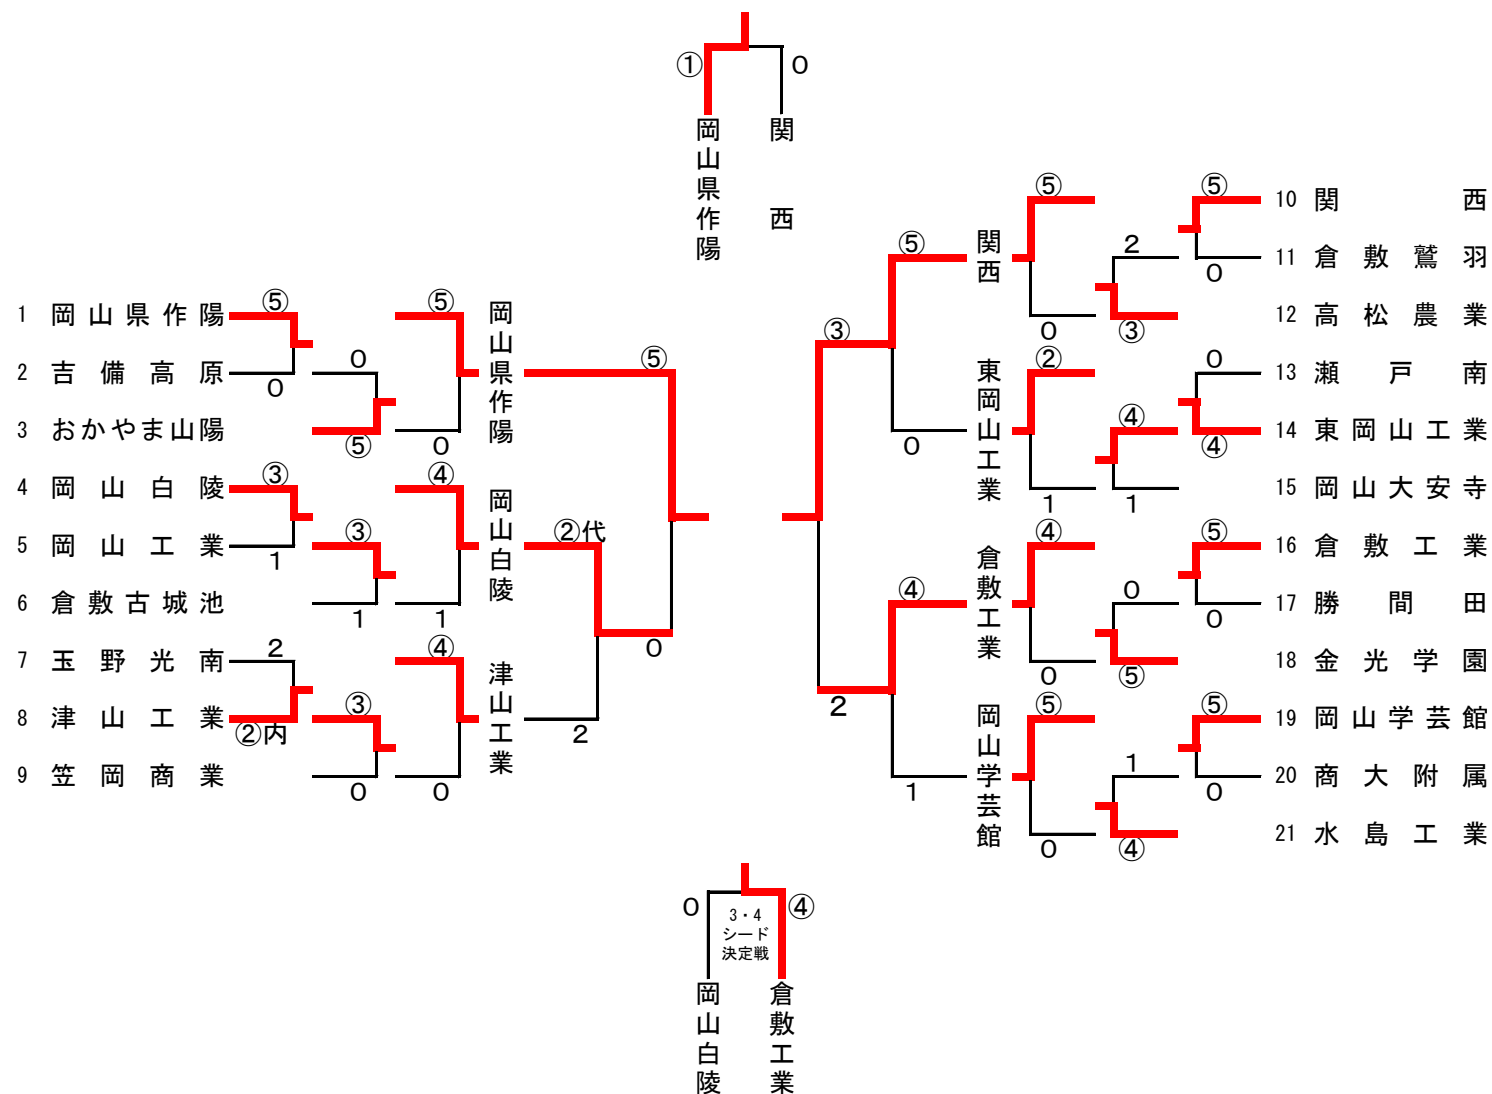 ① 0
岡山県作陽
関西
1 岡山県作陽 ⑤
2 吉備高原 0
0
3 おかやま山陽 ⑤
⑤
0
岡山県作陽
⑤
4 岡山白陵 ③
5 岡山工業 1
③
6 倉敷古城池 1
④
1
岡山白陵
②代
7 玉野光南 2
8 津山工業 ②内
③
9 笠岡商業 0
④
0
津山工業
2
0
③
2
⑤
0
④
1
関西
⑤
0
東岡山工業
②
1
倉敷工業
④
0
岡山学芸館
⑤
0
⑤ 10 関西
0 11 倉敷鷲羽
2
③ 12 高松農業
0 13 瀬戸南
④ 14 東岡山工業
④
1 15 岡山大安寺
⑤ 16 倉敷工業
0 17 勝間田
0
⑤ 18 金光学園
⑤ 19 岡山学芸館
0 20 商大附属
1
④ 21 水島工業
0 ④
3・4
シード
決定戦
岡山白陵
倉敷工業